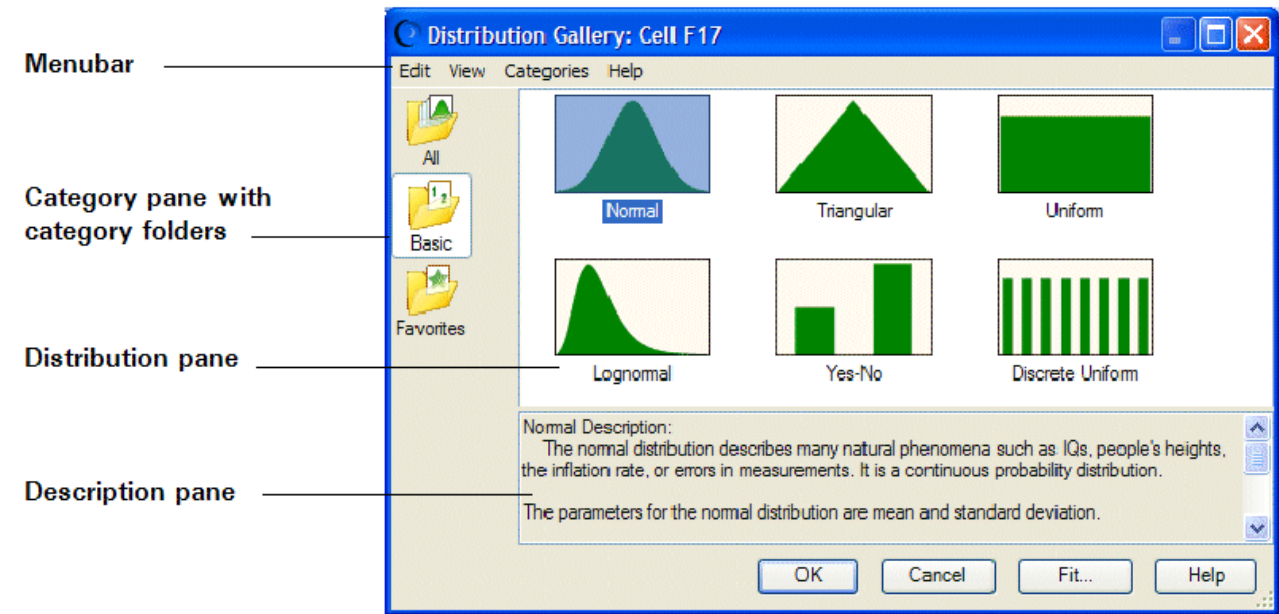 Distribution Gallery: Cell F17
Menubar
Edit View Categories Help
All
Category pane with
category folders
Basic
Favorites
Normal Triangular Uniform
Distribution pane
Lognormal Yes-No Discrete Uniform
Normal Description:
The normal distribution describes many natural phenomena such as IQs, people's heights,
the inflation rate, or errors in measurements. It is a continuous probability distribution.
Description pane
The parameters for the normal distribution are mean and standard deviation.
OK Cancel Fit... Help